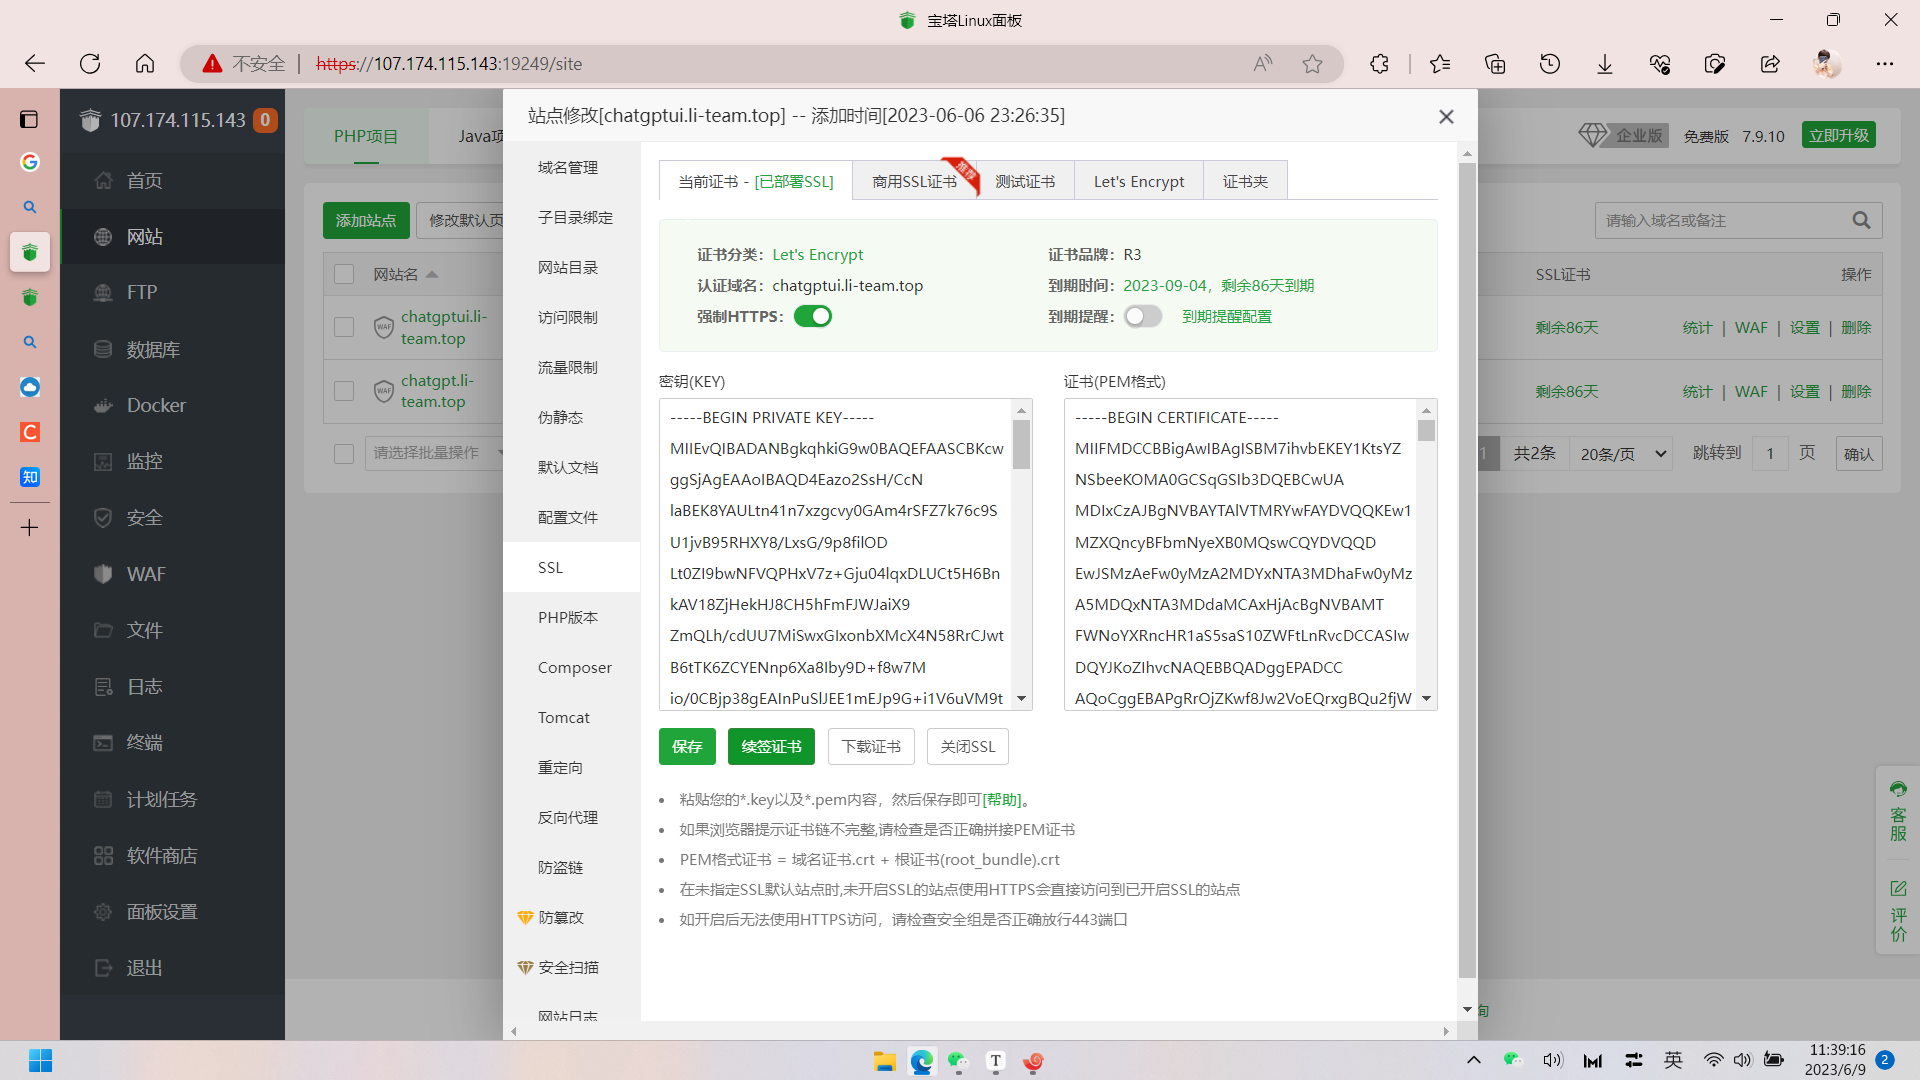 宝塔Linux面板
不安全 | https://107.174.115.143:19249/site
107.174.115.143 0
首页
网站
FTP
数据库
Docker
监控
安全
WAF
文件
日志
终端
计划任务
软件商店
面板设置
退出
PHP项目
Java项
企业版 免费版 7.9.10 立即升级
添加站点 修改默认页
请输入域名或备注
网站名 SSL证书 操作
chatgptui.li-
team.top
剩余86天 统计 | WAF | 设置 | 删除
chatgpt.li-
team.top
剩余86天 统计 | WAF | 设置 | 删除
请选择批量操作
1 共2条 20条/页 跳转到 1 页 确认
站点修改[chatgptui.li-team.top] -- 添加时间[2023-06-06 23:26:35]
域名管理
子目录绑定
网站目录
访问限制
流量限制
伪静态
默认文档
配置文件
SSL
PHP版本
Composer
Tomcat
重定向
反向代理
防盗链
防篡改
安全扫描
网站日志
当前证书 - [已部署SSL] 商用SSL证书 推荐 测试证书 Let's Encrypt 证书夹
证书分类： Let's Encrypt 证书品牌： R3
认证域名： chatgptui.li-team.top 到期时间： 2023-09-04，剩余86天到期
强制HTTPS： 到期提醒： 到期提醒配置
密钥(KEY) 证书(PEM格式)
-----BEGIN PRIVATE KEY-----
MIIEvQIBADANBgkqhkiG9w0BAQEFAASCBKcw
ggSjAgEAAoIBAQD4Eazo2SsH/CcN
laBEK8YAULtn41n7xzgcvy0GAm4rSFZ7k76c9S
U1jvB95RHXY8/LxsG/9p8filOD
Lt0ZI9bwNFVQPHxV7z+Gju04lqxDLUCt5H6Bn
kAV18ZjHekHJ8CH5hFmFJWJaiX9
ZmQLh/cdUU7MiSwxGIxonbXMcX4N58RrCJwt
B6tTK6ZCYENnp6Xa8Iby9D+f8w7M
io/0CBjp38gEAInPuSlJEE1mEJp9G+i1V6uVM9t
-----BEGIN CERTIFICATE-----
MIIFMDCCBBigAwIBAgISBM7ihvbEKEY1KtsYZ
NSbeeKOMA0GCSqGSIb3DQEBCwUA
MDIxCzAJBgNVBAYTAlVTMRYwFAYDVQQKEw1
MZXQncyBFbmNyeXB0MQswCQYDVQQD
EwJSMzAeFw0yMzA2MDYxNTA3MDhaFw0yMz
A5MDQxNTA3MDdaMCAxHjAcBgNVBAMT
FWNoYXRncHR1aS5saS10ZWFtLnRvcDCCASIw
DQYJKoZIhvcNAQEBBQADggEPADCC
AQoCggEBAPgRrOjZKwf8Jw2VoEQrxgBQu2fjW
保存 续签证书 下载证书 关闭SSL
• 粘贴您的*.key以及*.pem内容，然后保存即可[帮助]。
• 如果浏览器提示证书链不完整,请检查是否正确拼接PEM证书
• PEM格式证书 = 域名证书.crt + 根证书(root_bundle).crt
• 在未指定SSL默认站点时,未开启SSL的站点使用HTTPS会直接访问到已开启SSL的站点
• 如开启后无法使用HTTPS访问，请检查安全组是否正确放行443端口
客服
评价
英
11:39:16
2023/6/9
2